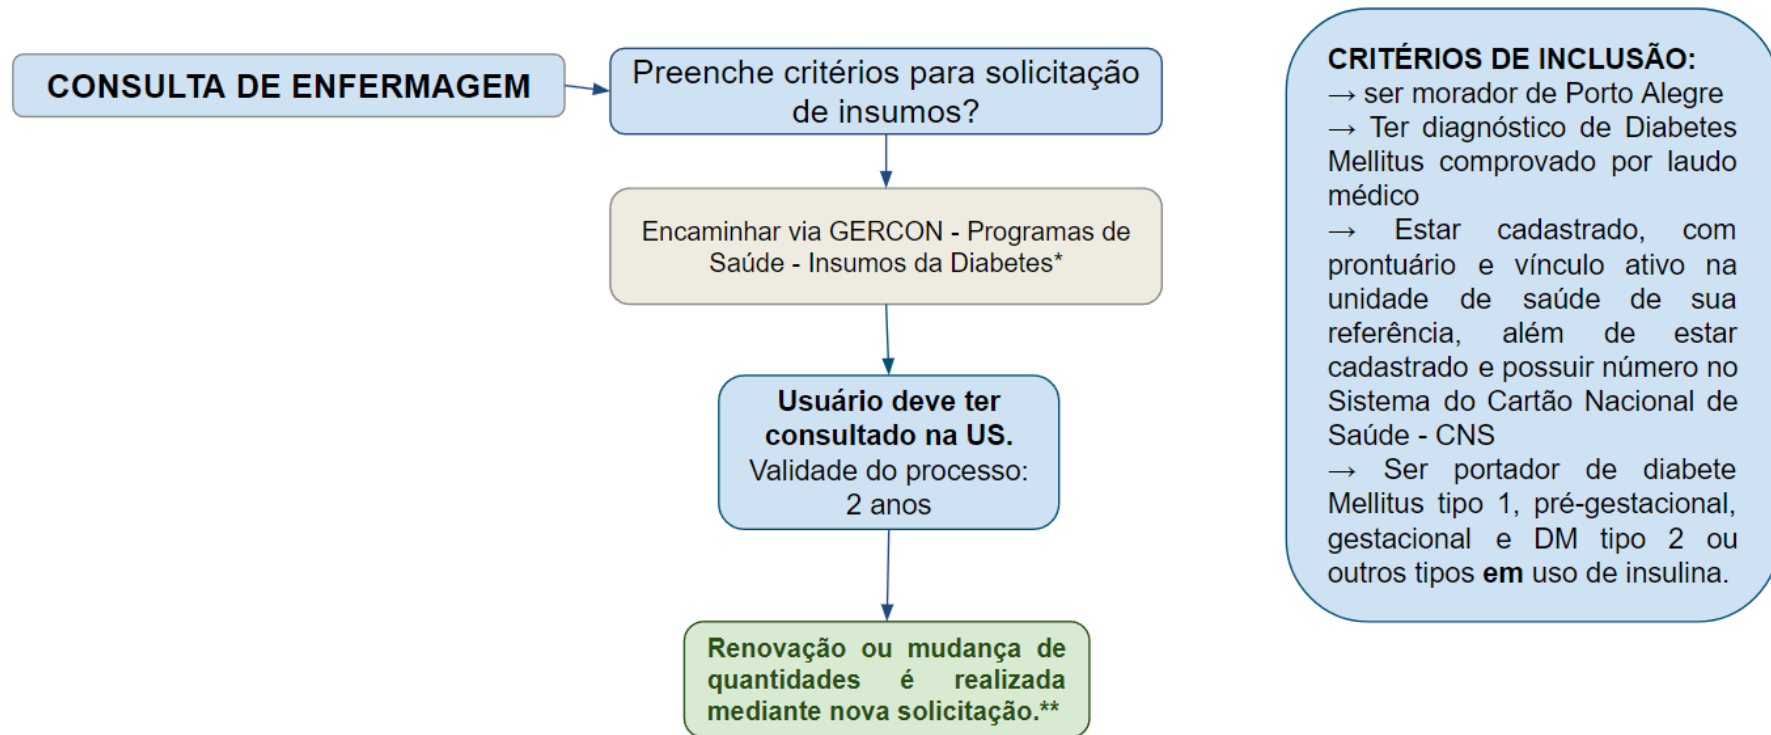 CONSULTA DE ENFERMAGEM
Preenche critérios para solicitação
de insumos?
Encaminhar via GERCON - Programas de
Saúde - Insumos da Diabetes*
Usuário deve ter
consultado na US.
Validade do processo:
2 anos
Renovação ou mudança de
quantidades é realizada
mediante nova solicitação.**
CRITÉRIOS DE INCLUSÃO:
→ ser morador de Porto Alegre
→ Ter diagnóstico de Diabetes
Mellitus comprovado por laudo
médico
→ Estar cadastrado, com
prontuário e vínculo ativo na
unidade de saúde de sua
referência, além de estar
cadastrado e possuir número no
Sistema do Cartão Nacional de
Saúde - CNS
→ Ser portador de diabete
Mellitus tipo 1, pré-gestacional,
gestacional e DM tipo 2 ou
outros tipos em uso de insulina.